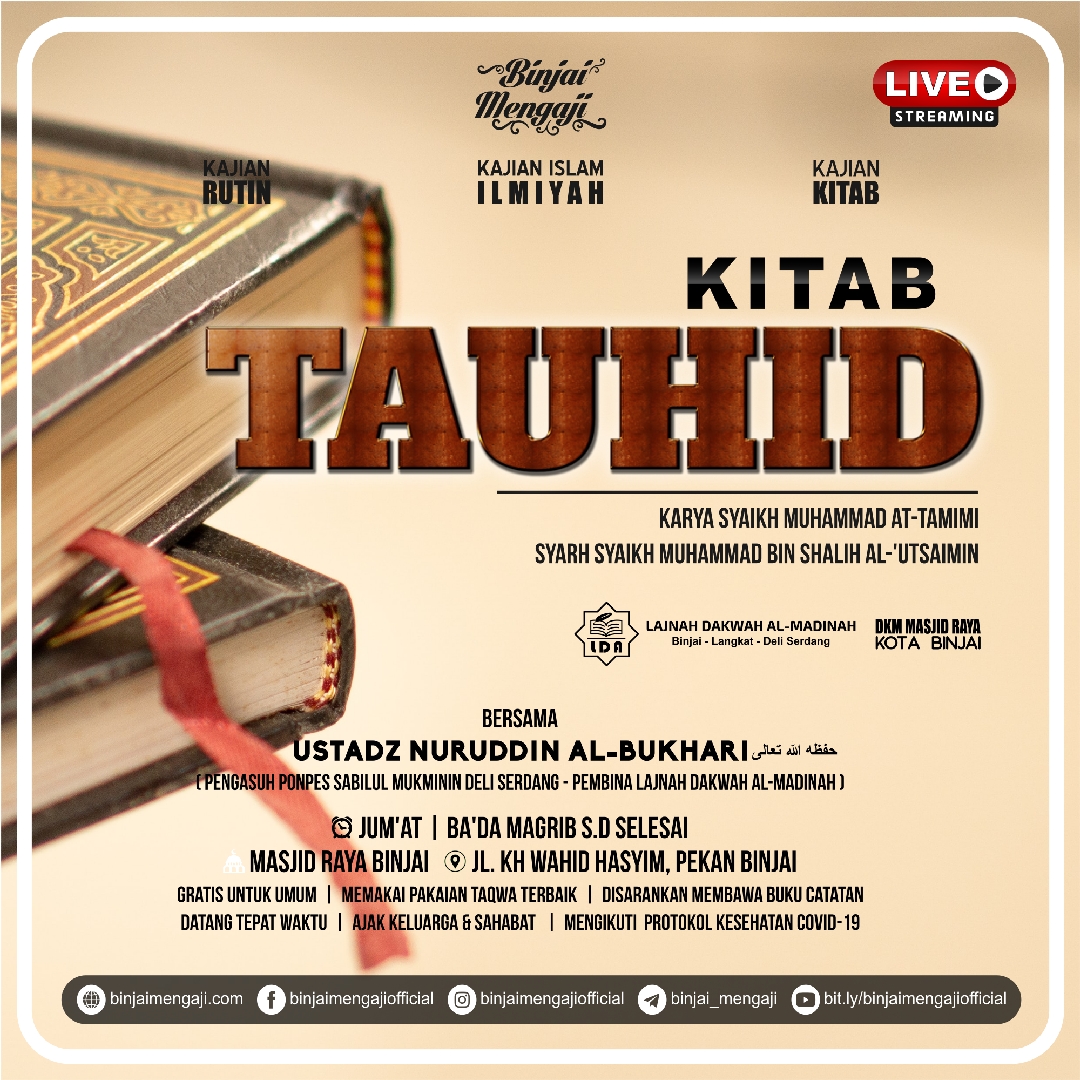 Binjai
Mengaji
LIVE
STREAMING
KAJIAN
RUTIN
KAJIAN ISLAM
ILMIYAH
KAJIAN
KITAB
KITAB
TAUHID
KARYA SYAIKH MUHAMMAD AT-TAMIMI
SYARH SYAIKH MUHAMMAD BIN SHALIH AL-'UTSAIMIN
LDA
LAJNAH DAKWAH AL-MADINAH
Binjai - Langkat - Deli Serdang
DKM MASJID RAYA
KOTA BINJAI
BERSAMA
USTADZ NURUDDIN AL-BUKHARI حفظه الله تعالى
( PENGASUH PONPES SABILUL MUKMININ DELI SERDANG - PEMBINA LAJNAH DAKWAH AL-MADINAH )
JUM'AT | BA'DA MAGRIB S.D SELESAI
MASJID RAYA BINJAI JL. KH WAHID HASYIM, PEKAN BINJAI
GRATIS UNTUK UMUM | MEMAKAI PAKAIAN TAQWA TERBAIK | DISARANKAN MEMBAWA BUKU CATATAN
DATANG TEPAT WAKTU | AJAK KELUARGA & SAHABAT | MENGIKUTI PROTOKOL KESEHATAN COVID-19
binjaimengaji.com binjaimengajiofficial binjaimengajiofficial binjai_mengaji bit.ly/binjaimengajiofficial